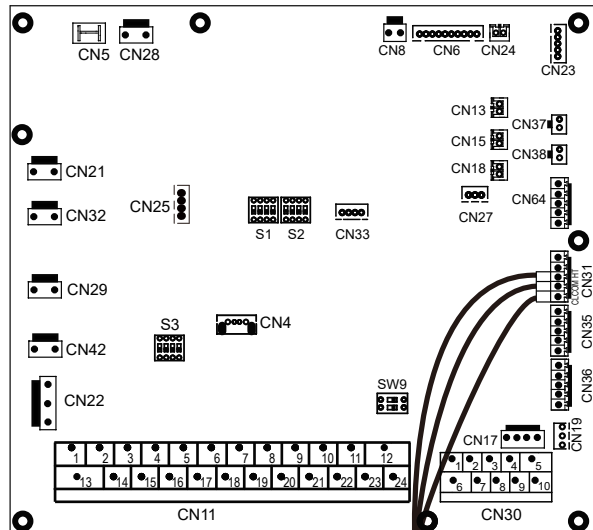 CN5
CN28
CN8
CN6
CN24
CN23
CN13
CN37
CN15
CN38
CN18
CN21
CN32
CN25
S1
S2
CN33
CN27
CN64
CN31
CL COM HT
CN29
CN4
CN35
S3
CN42
CN36
CN22
SW9
CN17
CN19
1 2 3 4 5 6 7 8 9 10 11 12
13 14 15 16 17 18 19 20 21 22 23 24
CN11
1 2 3 4 5
6 7 8 9 10
CN30